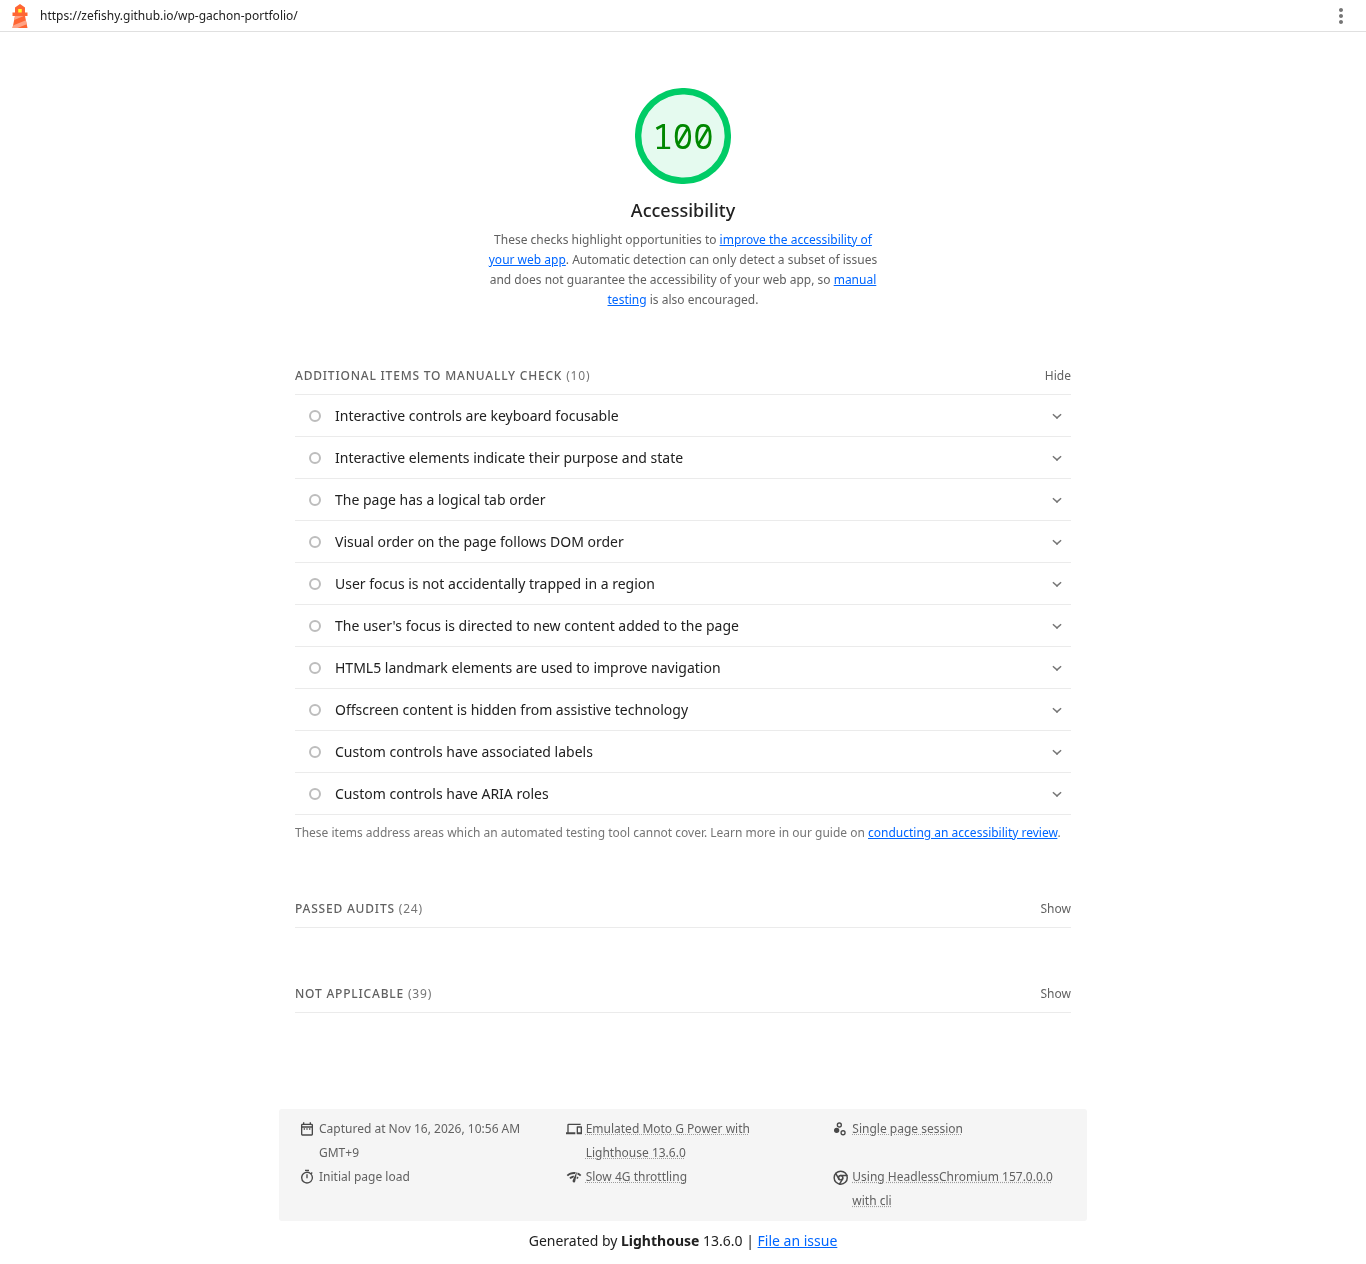 https://zefishy.github.io/wp-gachon-portfolio/
100
Accessibility
These checks highlight opportunities to improve the accessibility of
your web app. Automatic detection can only detect a subset of issues
and does not guarantee the accessibility of your web app, so manual
testing is also encouraged.
ADDITIONAL ITEMS TO MANUALLY CHECK (10) Hide
Interactive controls are keyboard focusable
Interactive elements indicate their purpose and state
The page has a logical tab order
Visual order on the page follows DOM order
User focus is not accidentally trapped in a region
The user's focus is directed to new content added to the page
HTML5 landmark elements are used to improve navigation
Offscreen content is hidden from assistive technology
Custom controls have associated labels
Custom controls have ARIA roles
These items address areas which an automated testing tool cannot cover. Learn more in our guide on conducting an accessibility review.
PASSED AUDITS (24) Show
NOT APPLICABLE (39) Show
Captured at Nov 16, 2026, 10:56 AM
GMT+9
Emulated Moto G Power with
Lighthouse 13.6.0
Single page session
Initial page load
Slow 4G throttling
Using HeadlessChromium 157.0.0.0
with cli
Generated by Lighthouse 13.6.0 | File an issue